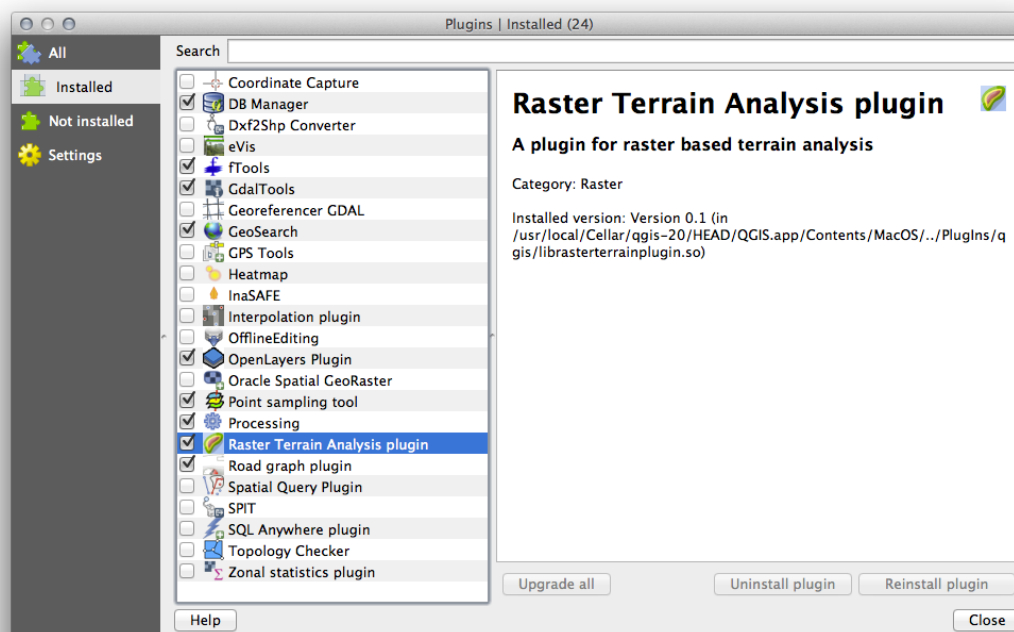 Plugins | Installed (24)
All
Installed
Not installed
Settings
Search
Coordinate Capture
DB Manager
Dxf2Shp Converter
eVis
fTools
GdalTools
Georeferencer GDAL
GeoSearch
GPS Tools
Heatmap
InaSAFE
Interpolation plugin
OfflineEditing
OpenLayers Plugin
Oracle Spatial GeoRaster
Point sampling tool
Processing
Raster Terrain Analysis plugin
Road graph plugin
Spatial Query Plugin
SPIT
SQL Anywhere plugin
Topology Checker
Zonal statistics plugin
Raster Terrain Analysis plugin
A plugin for raster based terrain analysis
Category: Raster
Installed version: Version 0.1 (in
/usr/local/Cellar/qgis-20/HEAD/QGIS.app/Contents/MacOS/../PlugIns/q
gis/librasterterrainplugin.so)
Upgrade all
Uninstall plugin
Reinstall plugin
Help
Close